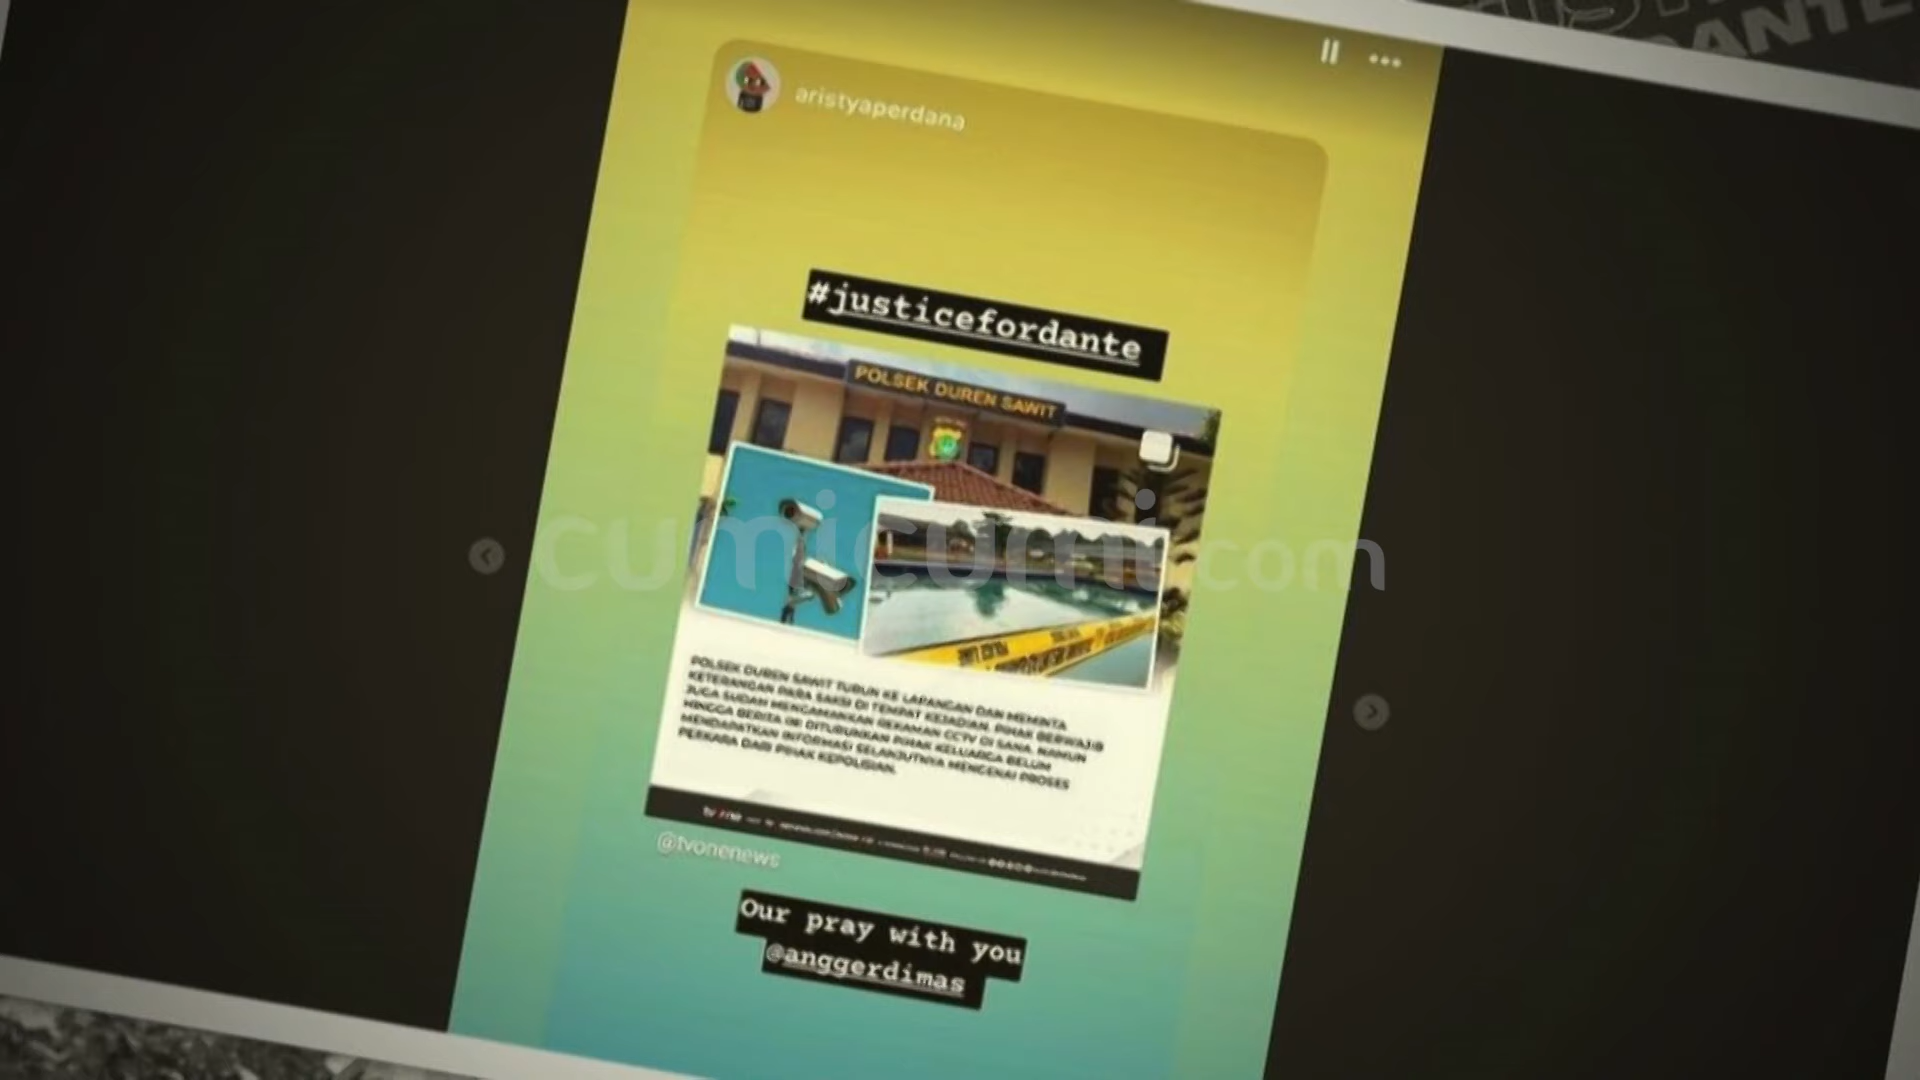 DANTE
aristyaperdana
#justicefordante
POLSEK DUREN SAWIT
cumicumi.com
POLSEK DUREN SAWIT TURUN KE LAPANGAN DAN MEMINTA
KETERANGAN PARA SAKSI DI TEMPAT KEJADIAN. PIHAK BERWAJIB
JUGA SUDAH MENGAMANKAN REKAMAN CCTV DI SANA. NAMUN
HINGGA BERITA INI DITURUNKAN PIHAK KELUARGA BELUM
MENDAPATKAN INFORMASI SELANJUTNYA MENGENAI PROSES
PERKARA DARI PIHAK KEPOLISIAN.
@tvonenews
Our pray with you
@anggerdimas